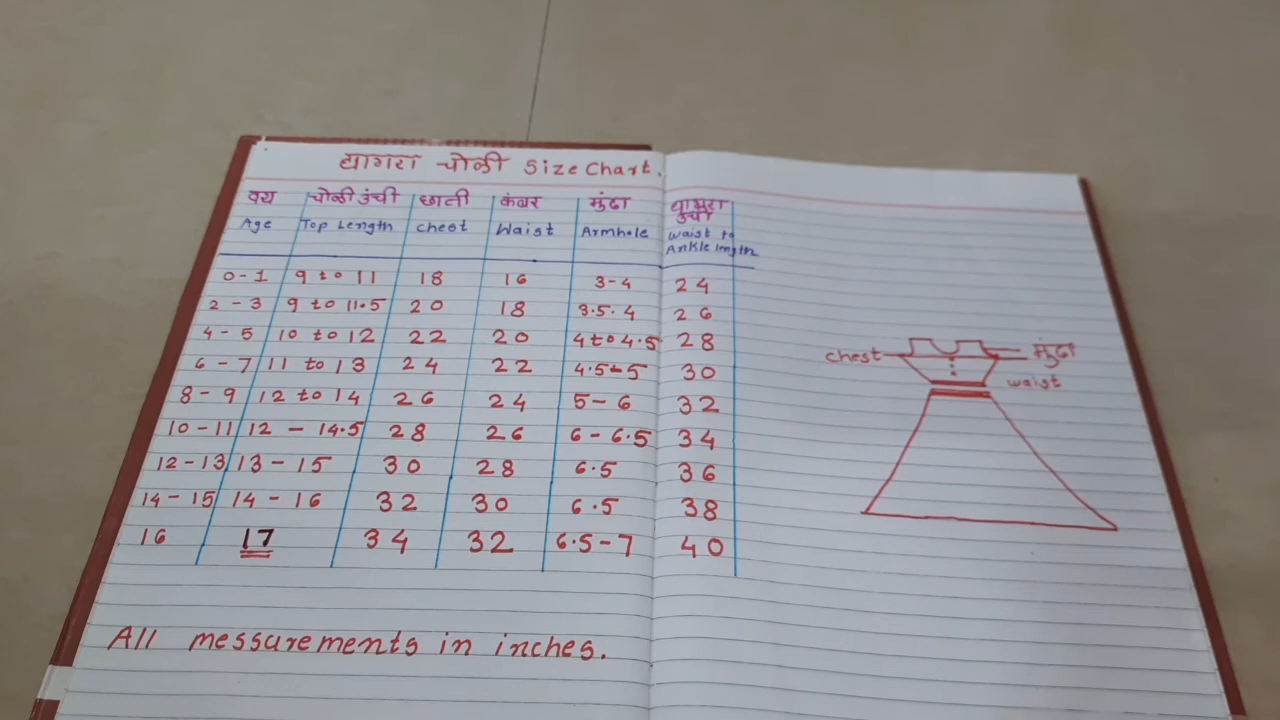 घागरा चोळी Size Chart.
वय चोळी उंची छाती कंबर मुंढा घागरा उंची
Age Top Length chest Waist Armhole Waist to Ankle length
0-1 9 to 11 18 16 3-4 24
2-3 9 to 11.5 20 18 3.5.4 26
4-5 10 to 12 22 20 4 to 4.5 28
6-7 11 to 13 24 22 4.5-5 30
8-9 12 to 14 26 24 5-6 32
10-11 12 - 14.5 28 26 6-6.5 34
12-13 13-15 30 28 6.5 36
14-15 14-16 32 30 6.5 38
16 17 34 32 6.5-7 40
All messurements in inches.
chest मुंढा
waist